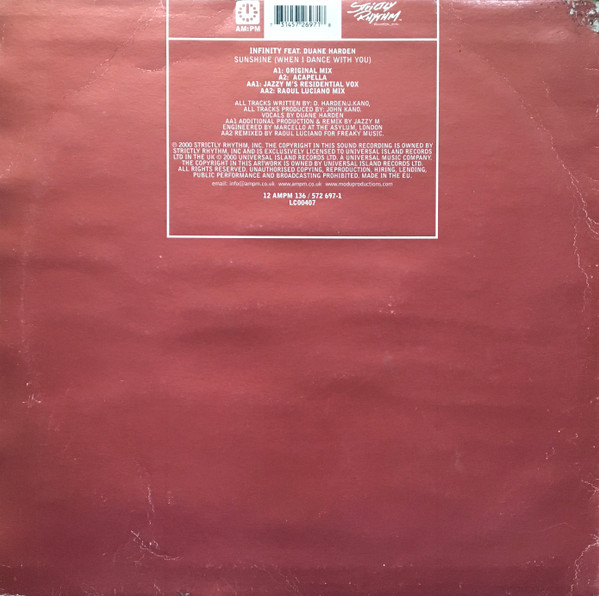 AM:PM
7 31457 26971 8
STRICTLY
RHYTHM
INFINITY FEAT. DUANE HARDEN
SUNSHINE (WHEN I DANCE WITH YOU)
A1: ORIGINAL MIX
A2: ACAPELLA
AA1: JAZZY M'S RESIDENTIAL VOX
AA2: RAOUL LUCIANO MIX
ALL TRACKS WRITTEN BY: D. HARDEN/J.KANO,
ALL TRACKS PRODUCED BY: JOHN KANO,
VOCALS BY DUANE HARDEN
AA1 ADDITIONAL PRODUCTION & REMIX BY JAZZY M
ENGINEERED BY MARCELLO AT THE ASYLUM, LONDON
AA2 REMIXED BY RAOUL LUCIANO FOR FREAKY MUSIC.
℗ 2000 STRICTLY RHYTHM, INC. THE COPYRIGHT IN THIS SOUND RECORDING IS OWNED BY
STRICTLY RHYTHM, INC AND IS EXCLUSIVELY LICENSED TO UNIVERSAL ISLAND RECORDS
LTD IN THE UK © 2000 UNIVERSAL ISLAND RECORDS LTD. A UNIVERSAL MUSIC COMPANY.
THE COPYRIGHT IN THIS ARTWORK IS OWNED BY UNIVERSAL ISLAND RECORDS LTD.
ALL RIGHTS RESERVED. UNAUTHORISED COPYING, REPRODUCTION, HIRING, LENDING,
PUBLIC PERFORMANCE AND BROADCASTING PROHIBITED. MADE IN THE EU.
email: info@ampm.co.uk www.ampm.co.uk www.moduproductions.com
12 AMPM 136 / 572 697-1
LC00407